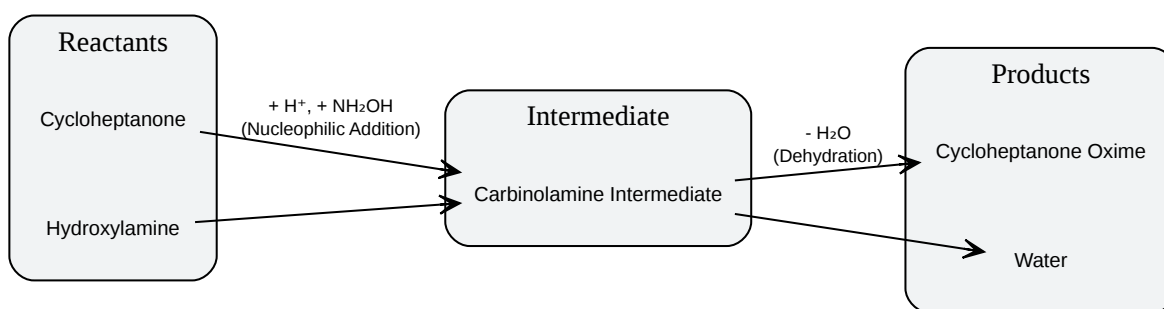 Reactants
Cycloheptanone
Hydroxylamine
+ H⁺, + NH₂OH
(Nucleophilic Addition)
Intermediate
Carbinolamine Intermediate
- H₂O
(Dehydration)
Products
Cycloheptanone Oxime
Water